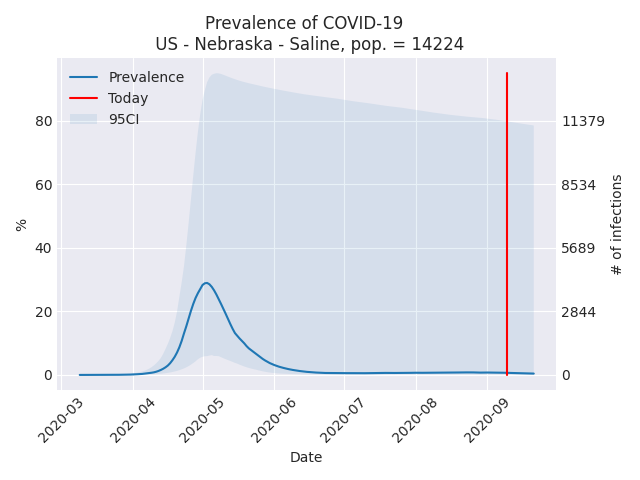 Prevalence of COVID-19
US - Nebraska - Saline, pop. = 14224
Prevalence
Today
95CI
80
60
40
20
0
%
11379
8534
5689
2844
0
# of infections
2020-03
2020-04
2020-05
2020-06
2020-07
2020-08
2020-09
Date